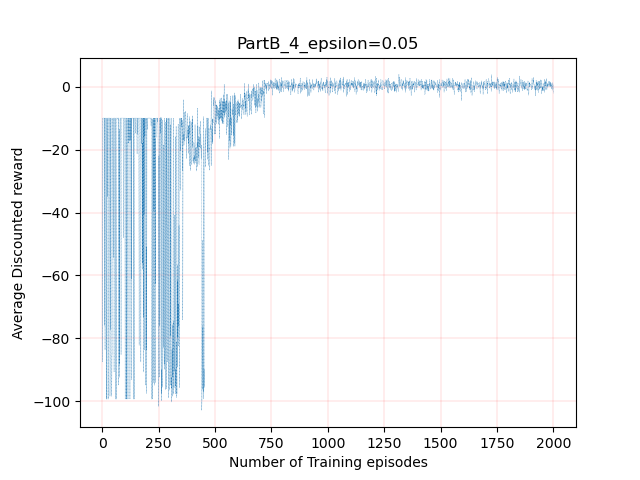 PartB_4_epsilon=0.05
Average Discounted reward
0
−20
−40
−60
−80
−100
0 250 500 750 1000 1250 1500 1750 2000
Number of Training episodes